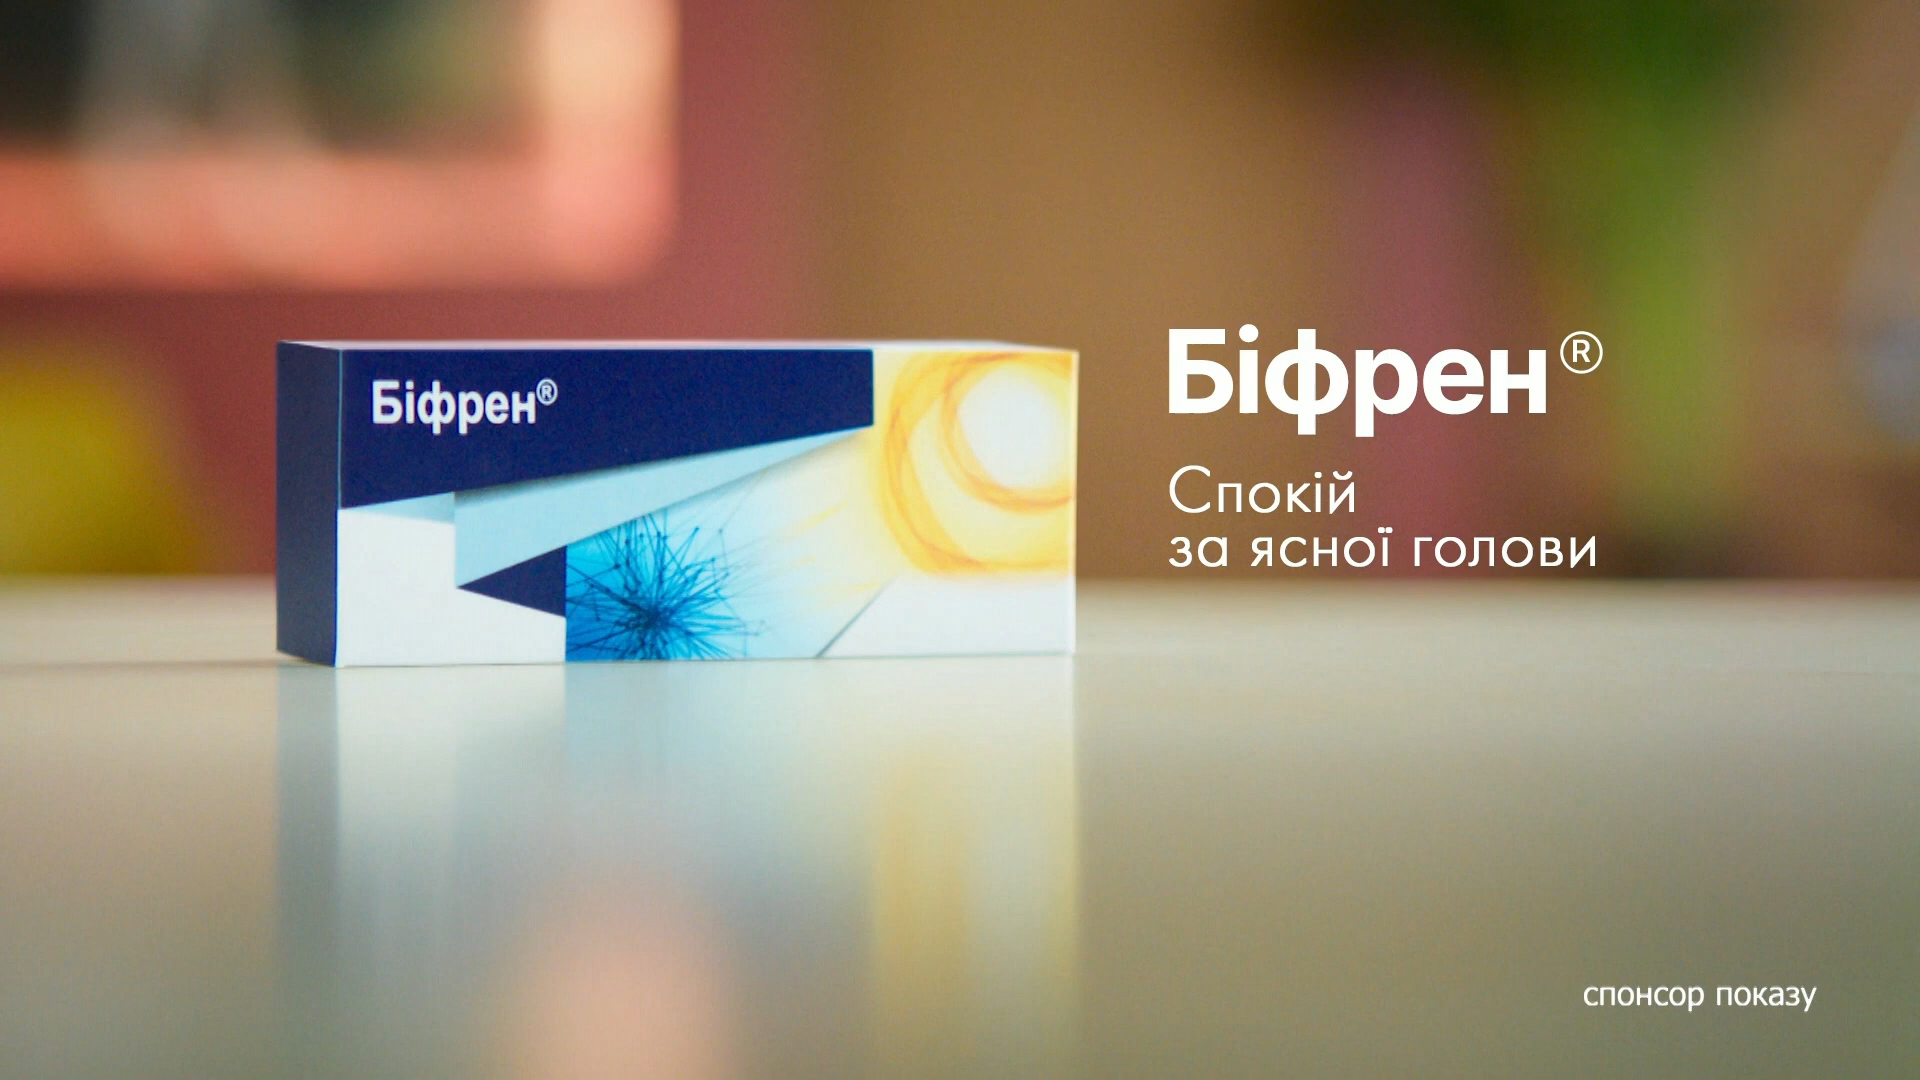 Біфрен®
Біфрен®
Спокій
за ясної голови
спонсор показу